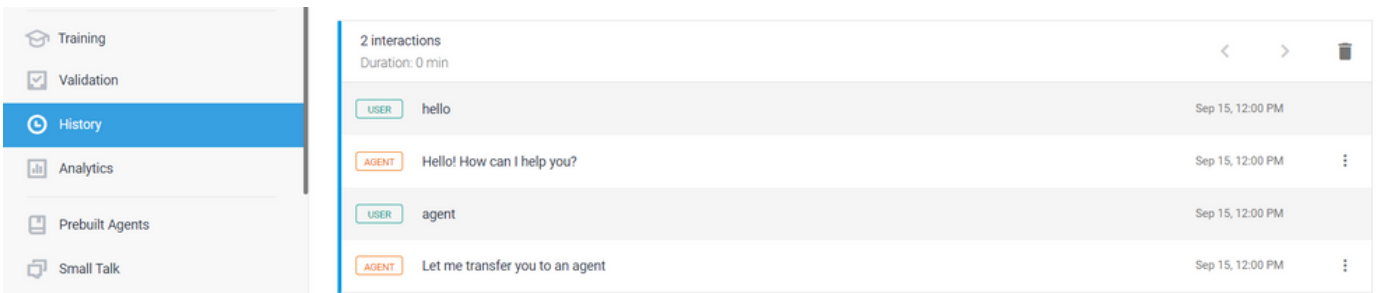 Training
Validation
History
Analytics
Prebuilt Agents
Small Talk
2 interactions
Duration: 0 min
USER hello Sep 15, 12:00 PM
AGENT Hello! How can I help you? Sep 15, 12:00 PM
USER agent Sep 15, 12:00 PM
AGENT Let me transfer you to an agent Sep 15, 12:00 PM